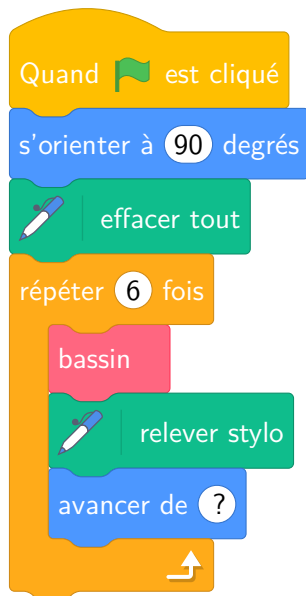 Quand est cliqué
s'orienter à 90 degrés
effacer tout
répéter 6 fois
bassin
relever stylo
avancer de ?